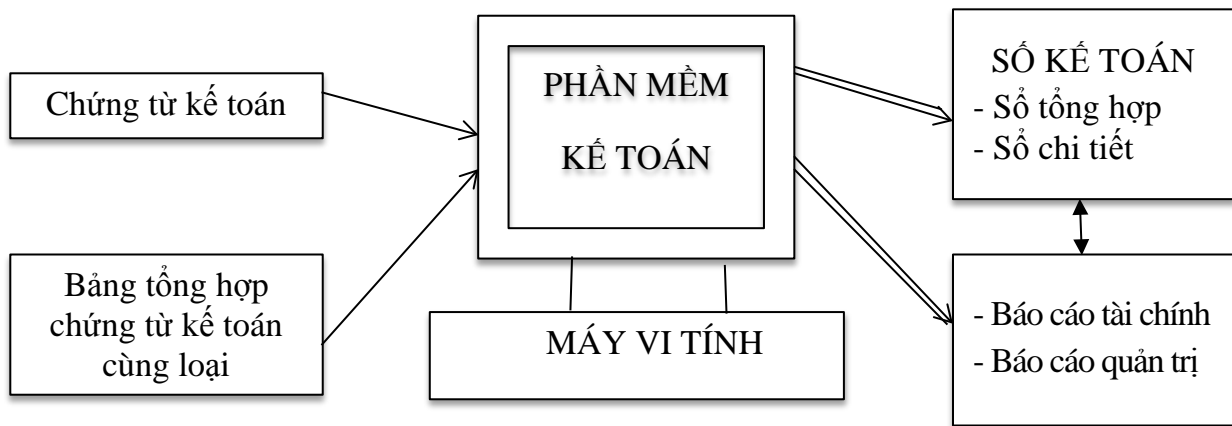 Chứng từ kế toán
Bảng tổng hợp
chứng từ kế toán
cùng loại
PHẦN MỀM
KẾ TOÁN
MÁY VI TÍNH
SỐ KẾ TOÁN
- Sổ tổng hợp
- Sổ chi tiết
- Báo cáo tài chính
- Báo cáo quản trị